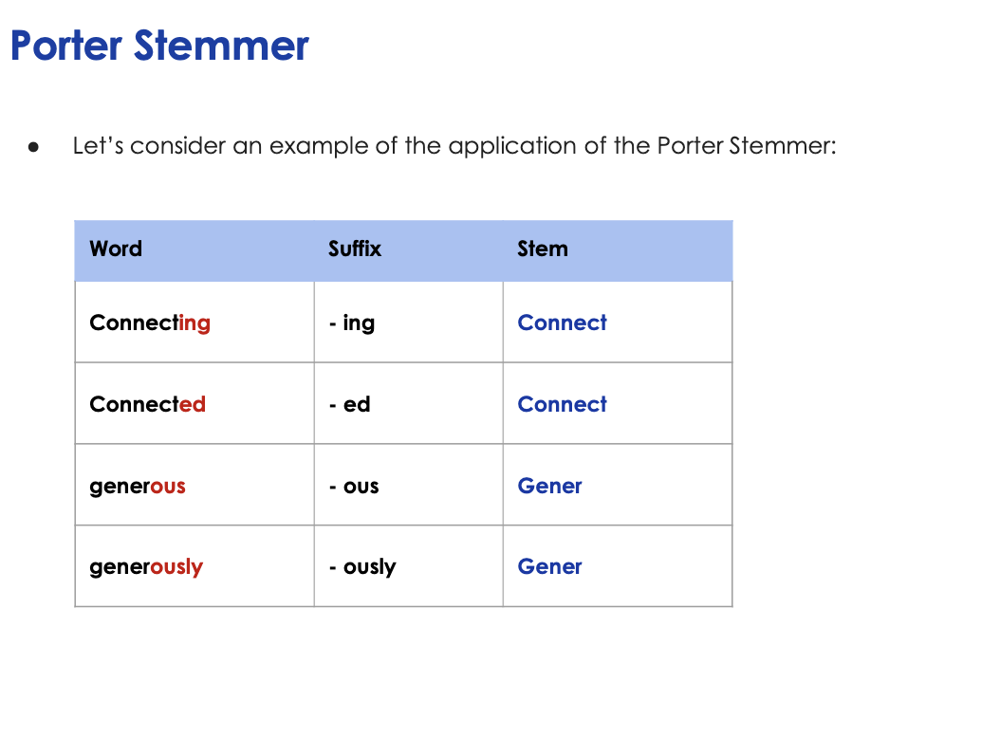 Porter Stemmer
● Let’s consider an example of the application of the Porter Stemmer:
Word Suffix Stem
Connecting - ing Connect
Connected - ed Connect
generous - ous Gener
generously - ously Gener